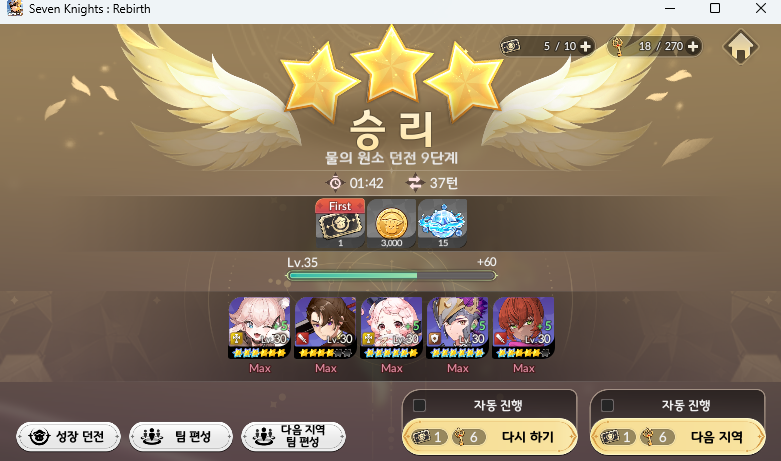 Seven Knights : Rebirth
5 / 10
18 / 270
승리
물의 원소 던전 9단계
01:42
37턴
First
1
3,000
15
Lv.35
+60
+5 Lv.30
Lv.30
+5 Lv.30
+5 Lv.30
+5 Lv.30
Max
Max
Max
Max
Max
자동 진행
자동 진행
성장 던전
팀 편성
다음 지역
팀 편성
1 6 다시 하기
1 6 다음 지역